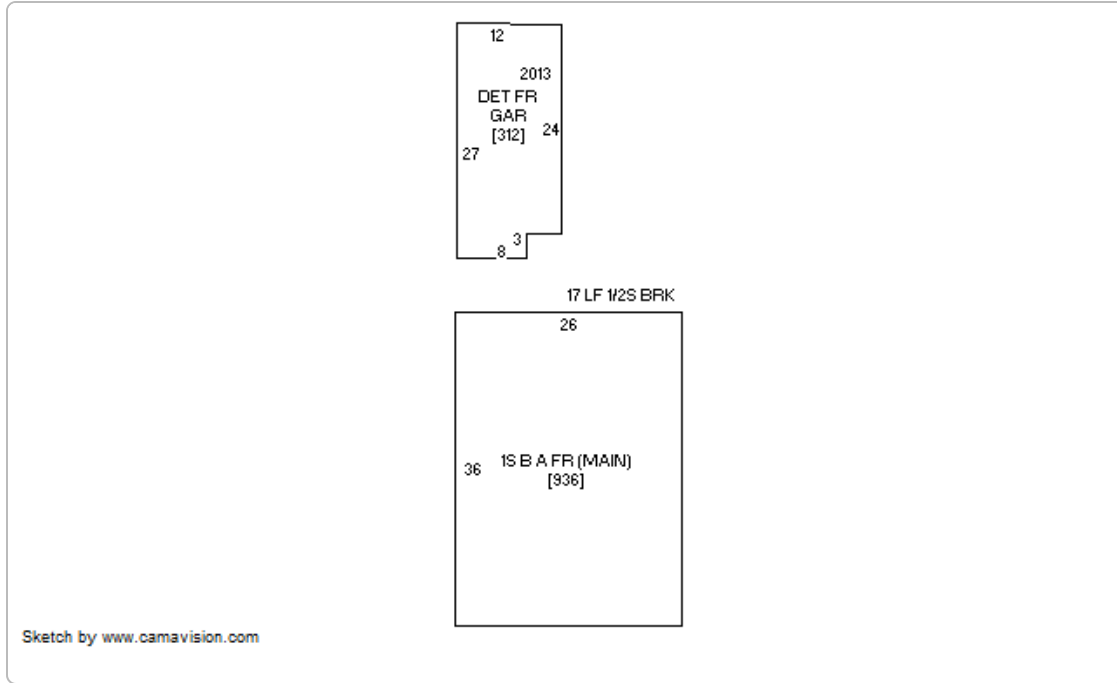 12
2013
DET FR
GAR
[312]
24
27
3
8
17 LF 1/2S BRK
26
1S B A FR (MAIN)
36
[936]
Sketch by www.camavision.com